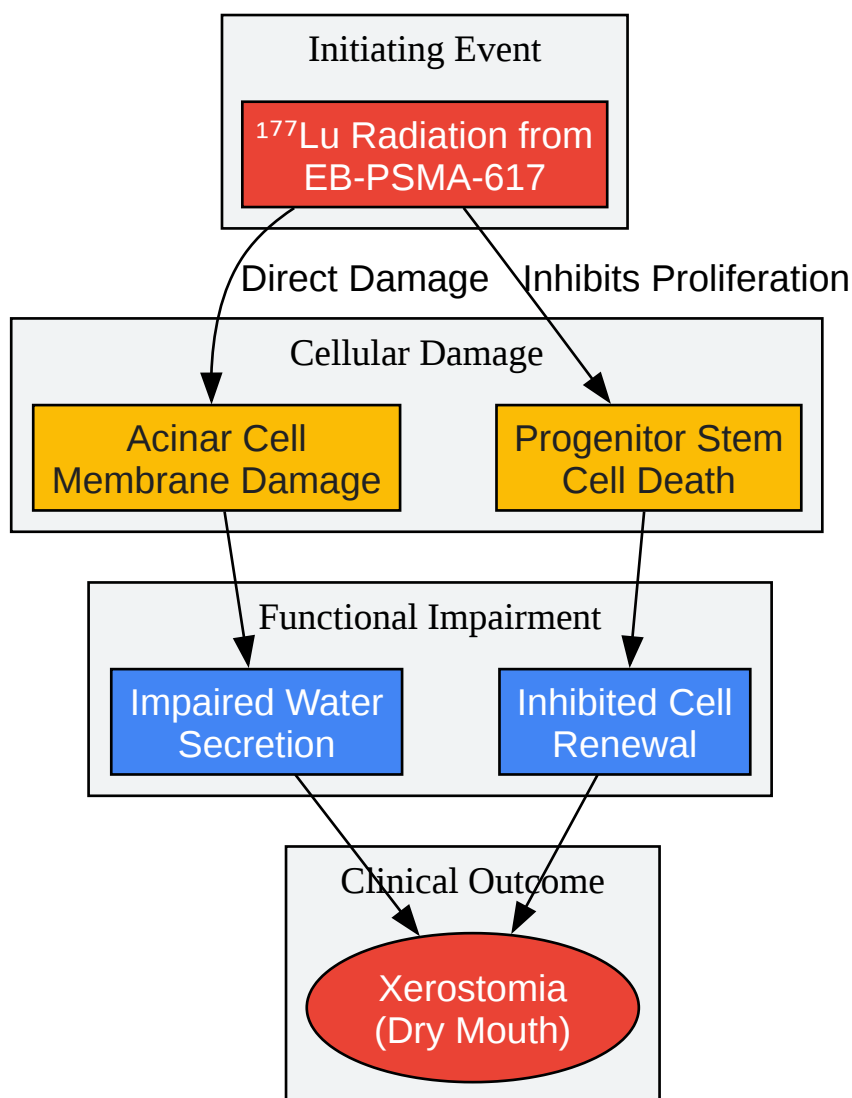 Initiating Event
¹⁷⁷Lu Radiation from
EB-PSMA-617
Direct Damage
Inhibits Proliferation
Cellular Damage
Acinar Cell
Membrane Damage
Progenitor Stem
Cell Death
Functional Impairment
Impaired Water
Secretion
Inhibited Cell
Renewal
Clinical Outcome
Xerostomia
(Dry Mouth)